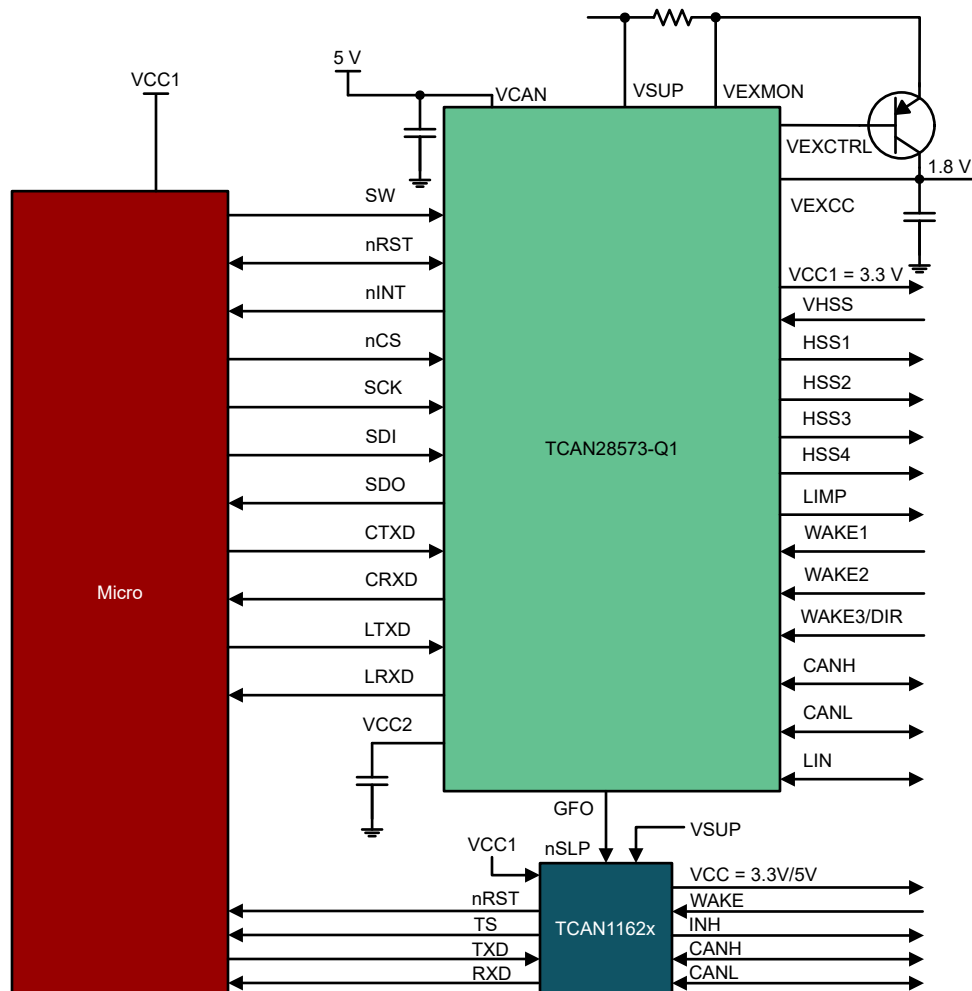 5 V
VCC1
VCAN
VSUP
VEXMON
VEXCTRL
1.8 V
VEXCC
SW
nRST
nINT
nCS
SCK
SDI
SDO
CTXD
CRXD
LTXD
LRXD
VCC2
Micro
TCAN28573-Q1
VCC1 = 3.3 V
VHSS
HSS1
HSS2
HSS3
HSS4
LIMP
WAKE1
WAKE2
WAKE3/DIR
CANH
CANL
LIN
GFO
VSUP
VCC1
nSLP
nRST
TS
TXD
RXD
TCAN1162x
VCC = 3.3V/5V
WAKE
INH
CANH
CANL